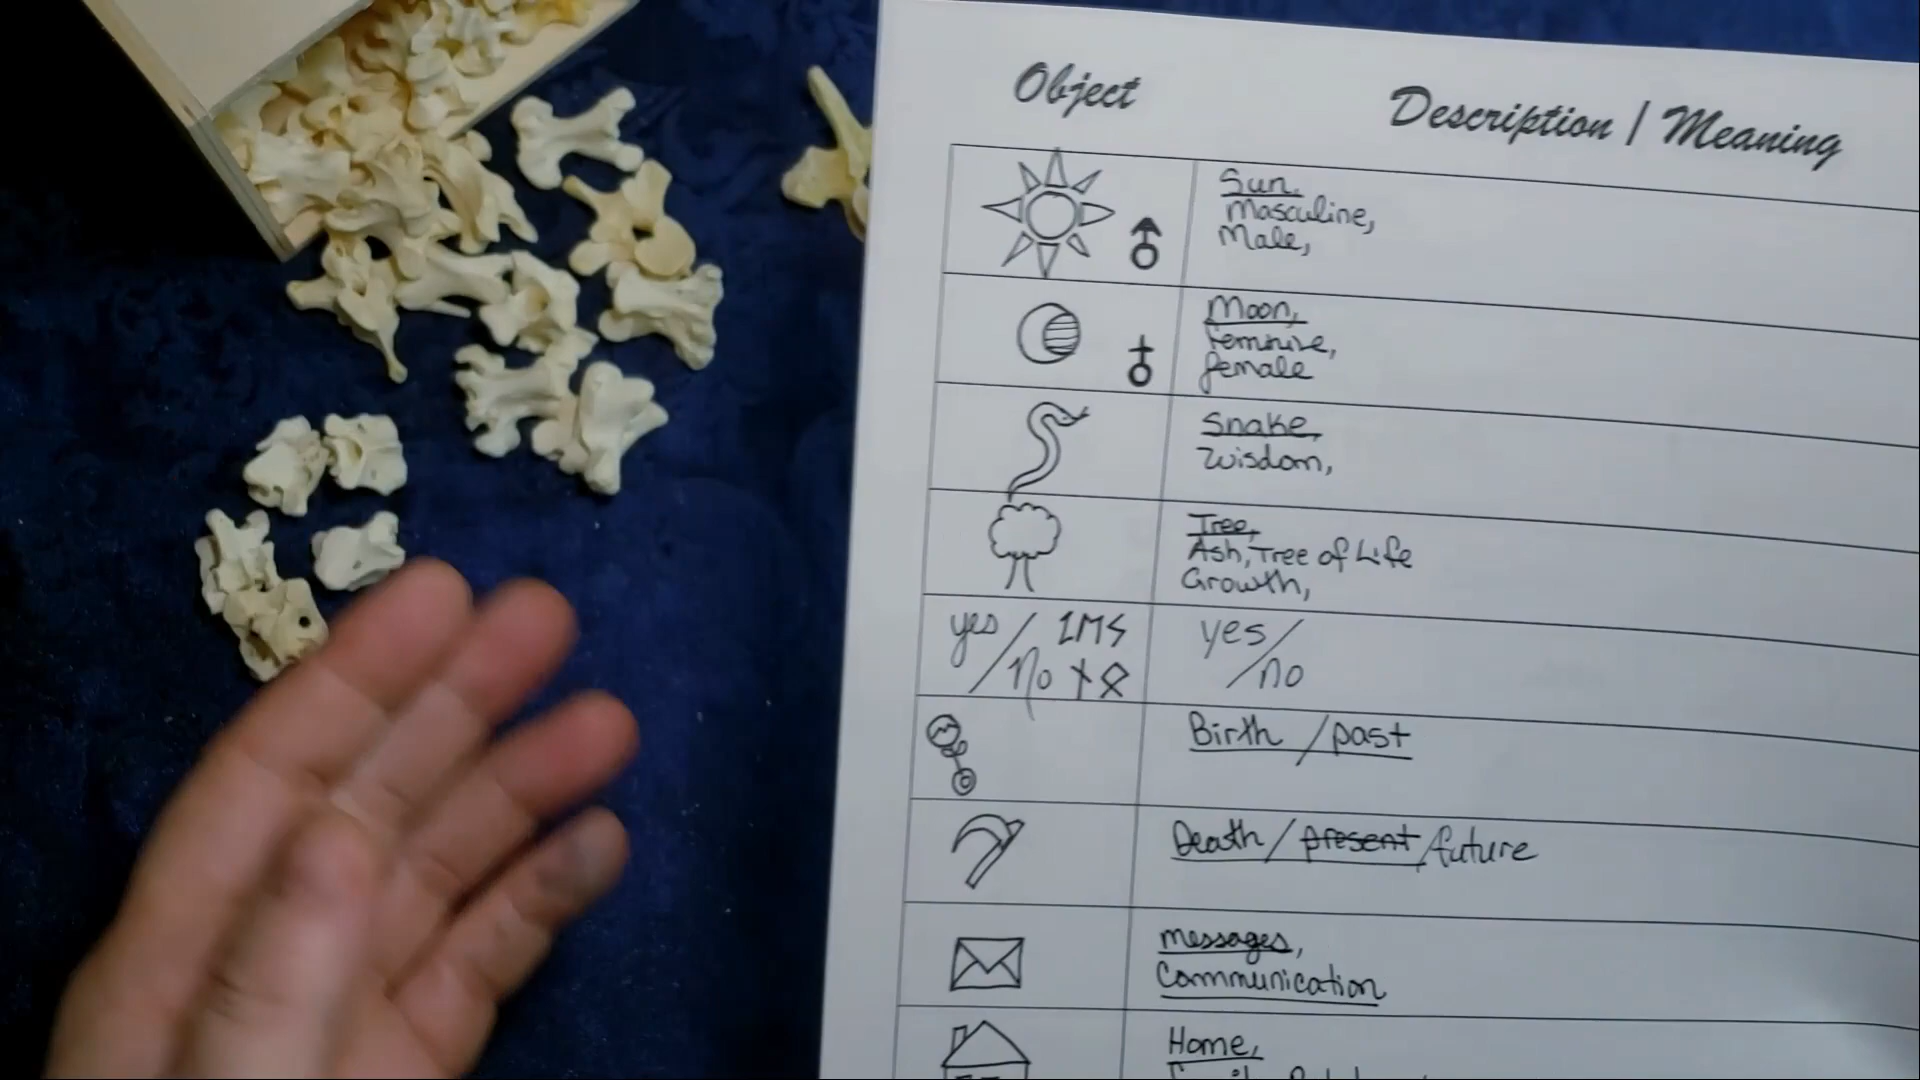 Object
Description / Meaning
Sun,
Masculine,
Male,
Moon,
Feminive,
female
Snake,
Wisdom,
Tree,
Ash, Tree of Life
Growth,
yes / no
yes / no
Birth / past
Death / present / future
messages,
Communication
Home,